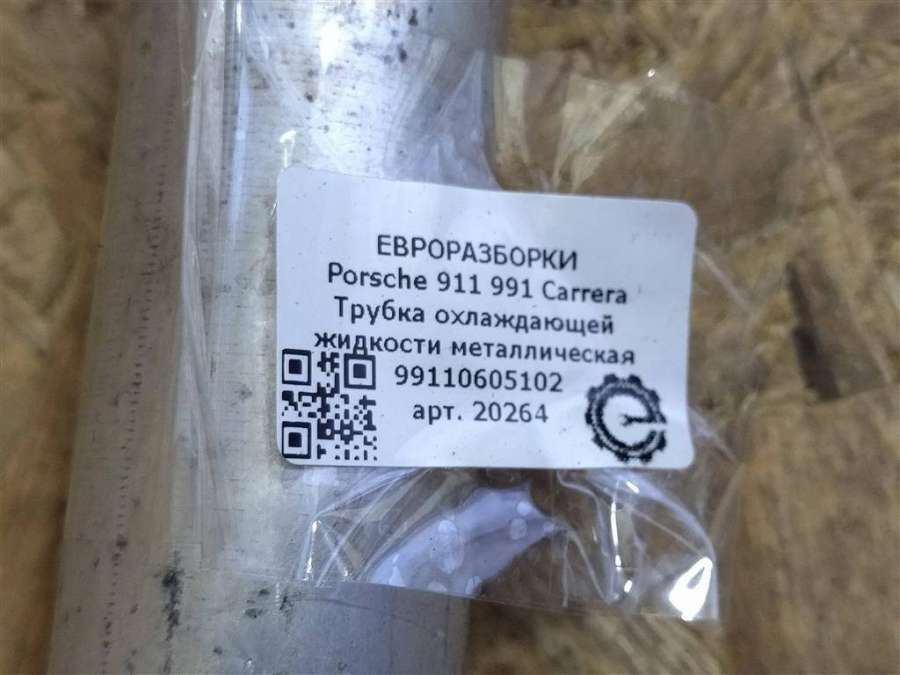 ЕВРОРАЗБОРКИ
Porsche 911 991 Carrera
Трубка охлаждающей
жидкости металлическая
99110605102
арт. 20264